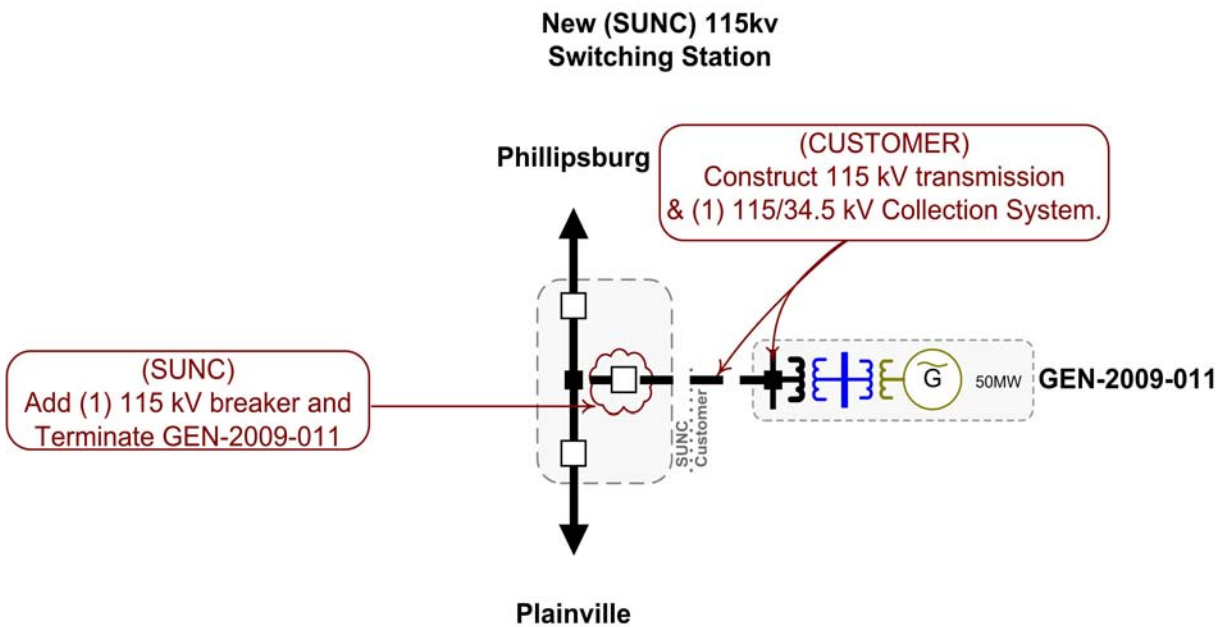 New (SUNC) 115kv
Switching Station
Phillipsburg
(CUSTOMER)
Construct 115 kV transmission
& (1) 115/34.5 kV Collection System.
(SUNC)
Add (1) 115 kV breaker and
Terminate GEN-2009-011
SUNC
Customer
G
50MW
GEN-2009-011
Plainville